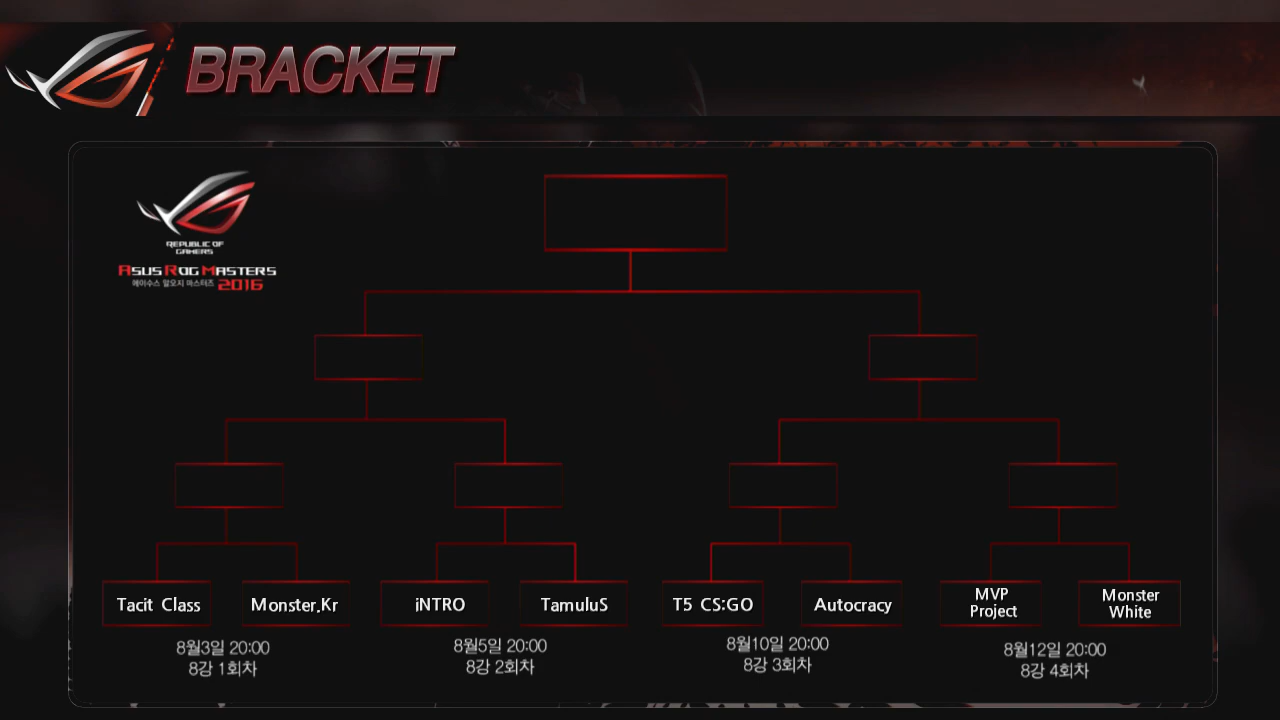 BRACKET
REPUBLIC OF
GAMERS
ASUS ROG MASTERS
에이수스 알오지 마스터즈 2016
Tacit Class
Monster.Kr
iNTRO
TamuluS
T5 CS:GO
Autocracy
MVP
Project
Monster
White
8월3일 20:00
8강 1회차
8월5일 20:00
8강 2회차
8월10일 20:00
8강 3회차
8월12일 20:00
8강 4회차